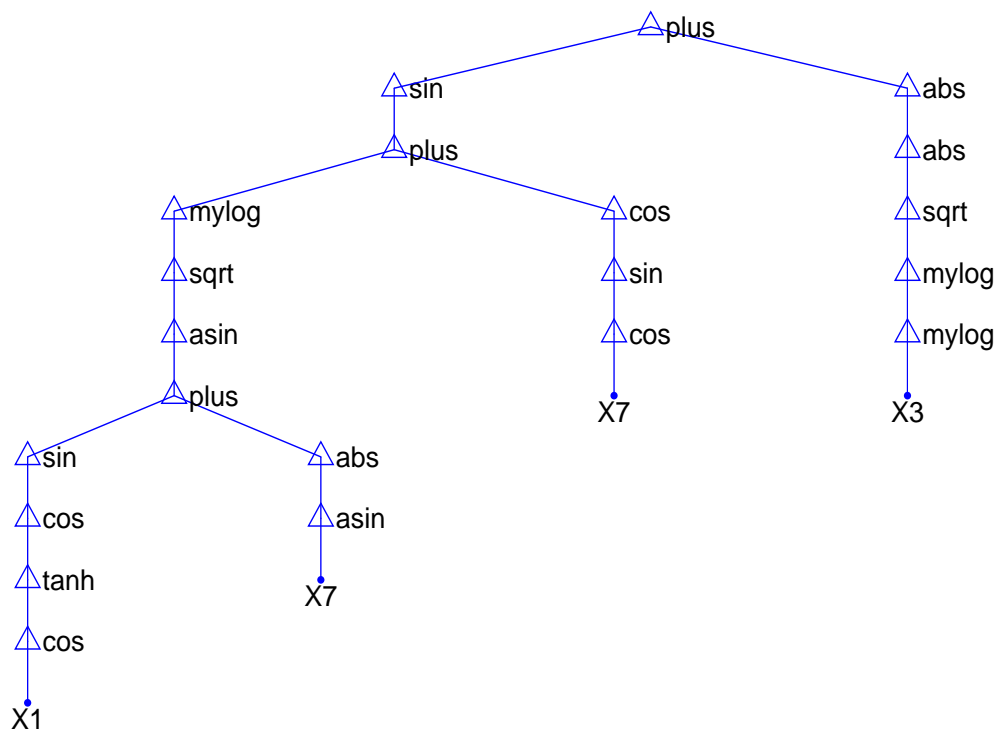 plus
sin abs
plus abs
mylog cos sqrt
sqrt sin mylog
asin cos mylog
plus X7 X3
sin abs
cos asin
tanh X7
cos
X1